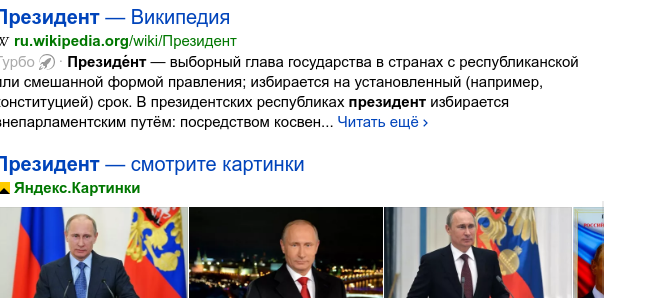 Президент — Википедия
W ru.wikipedia.org/wiki/Президент
Турбо · Президе́нт — выборный глава государства в странах с республиканской
или смешанной формой правления; избирается на установленный (например,
конституцией) срок. В президентских республиках президент избирается
внепарламентским путём: посредством косвен... Читать ещё ›
Президент — смотрите картинки
Яндекс.Картинки